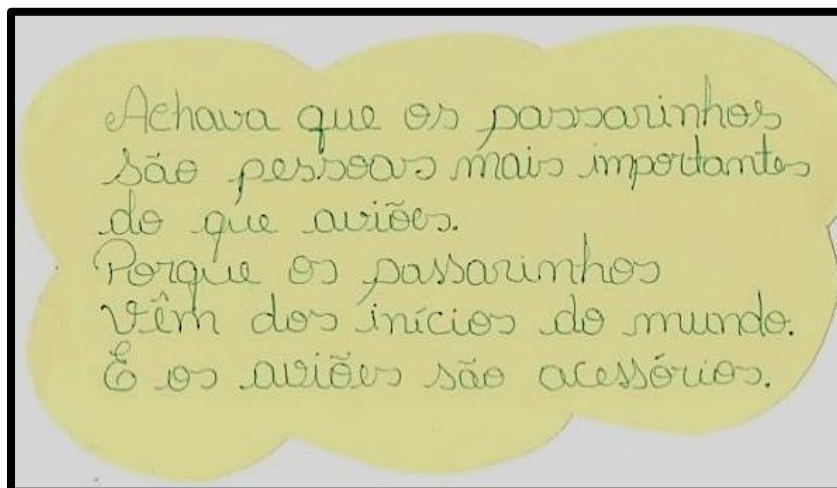 Achava que os passarinhos
são pessoas mais importantes
do que aviões.
Porque os passarinhos
Vêm dos inícios do mundo.
E os aviões são acessórios.